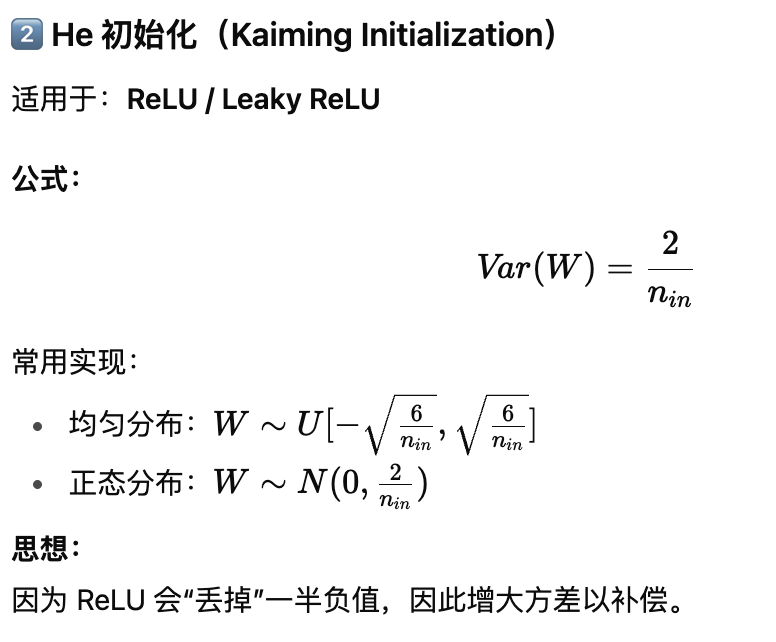 2️⃣ He 初始化（Kaiming Initialization）
适用于：ReLU / Leaky ReLU
公式：
$Var(W) = \frac{2}{n_{in}}$
常用实现：
• 均匀分布：$W \sim U[-\sqrt{\frac{6}{n_{in}}}, \sqrt{\frac{6}{n_{in}}}]$
• 正态分布：$W \sim N(0, \frac{2}{n_{in}})$
思想：
因为 ReLU 会“丢掉”一半负值，因此增大方差以补偿。